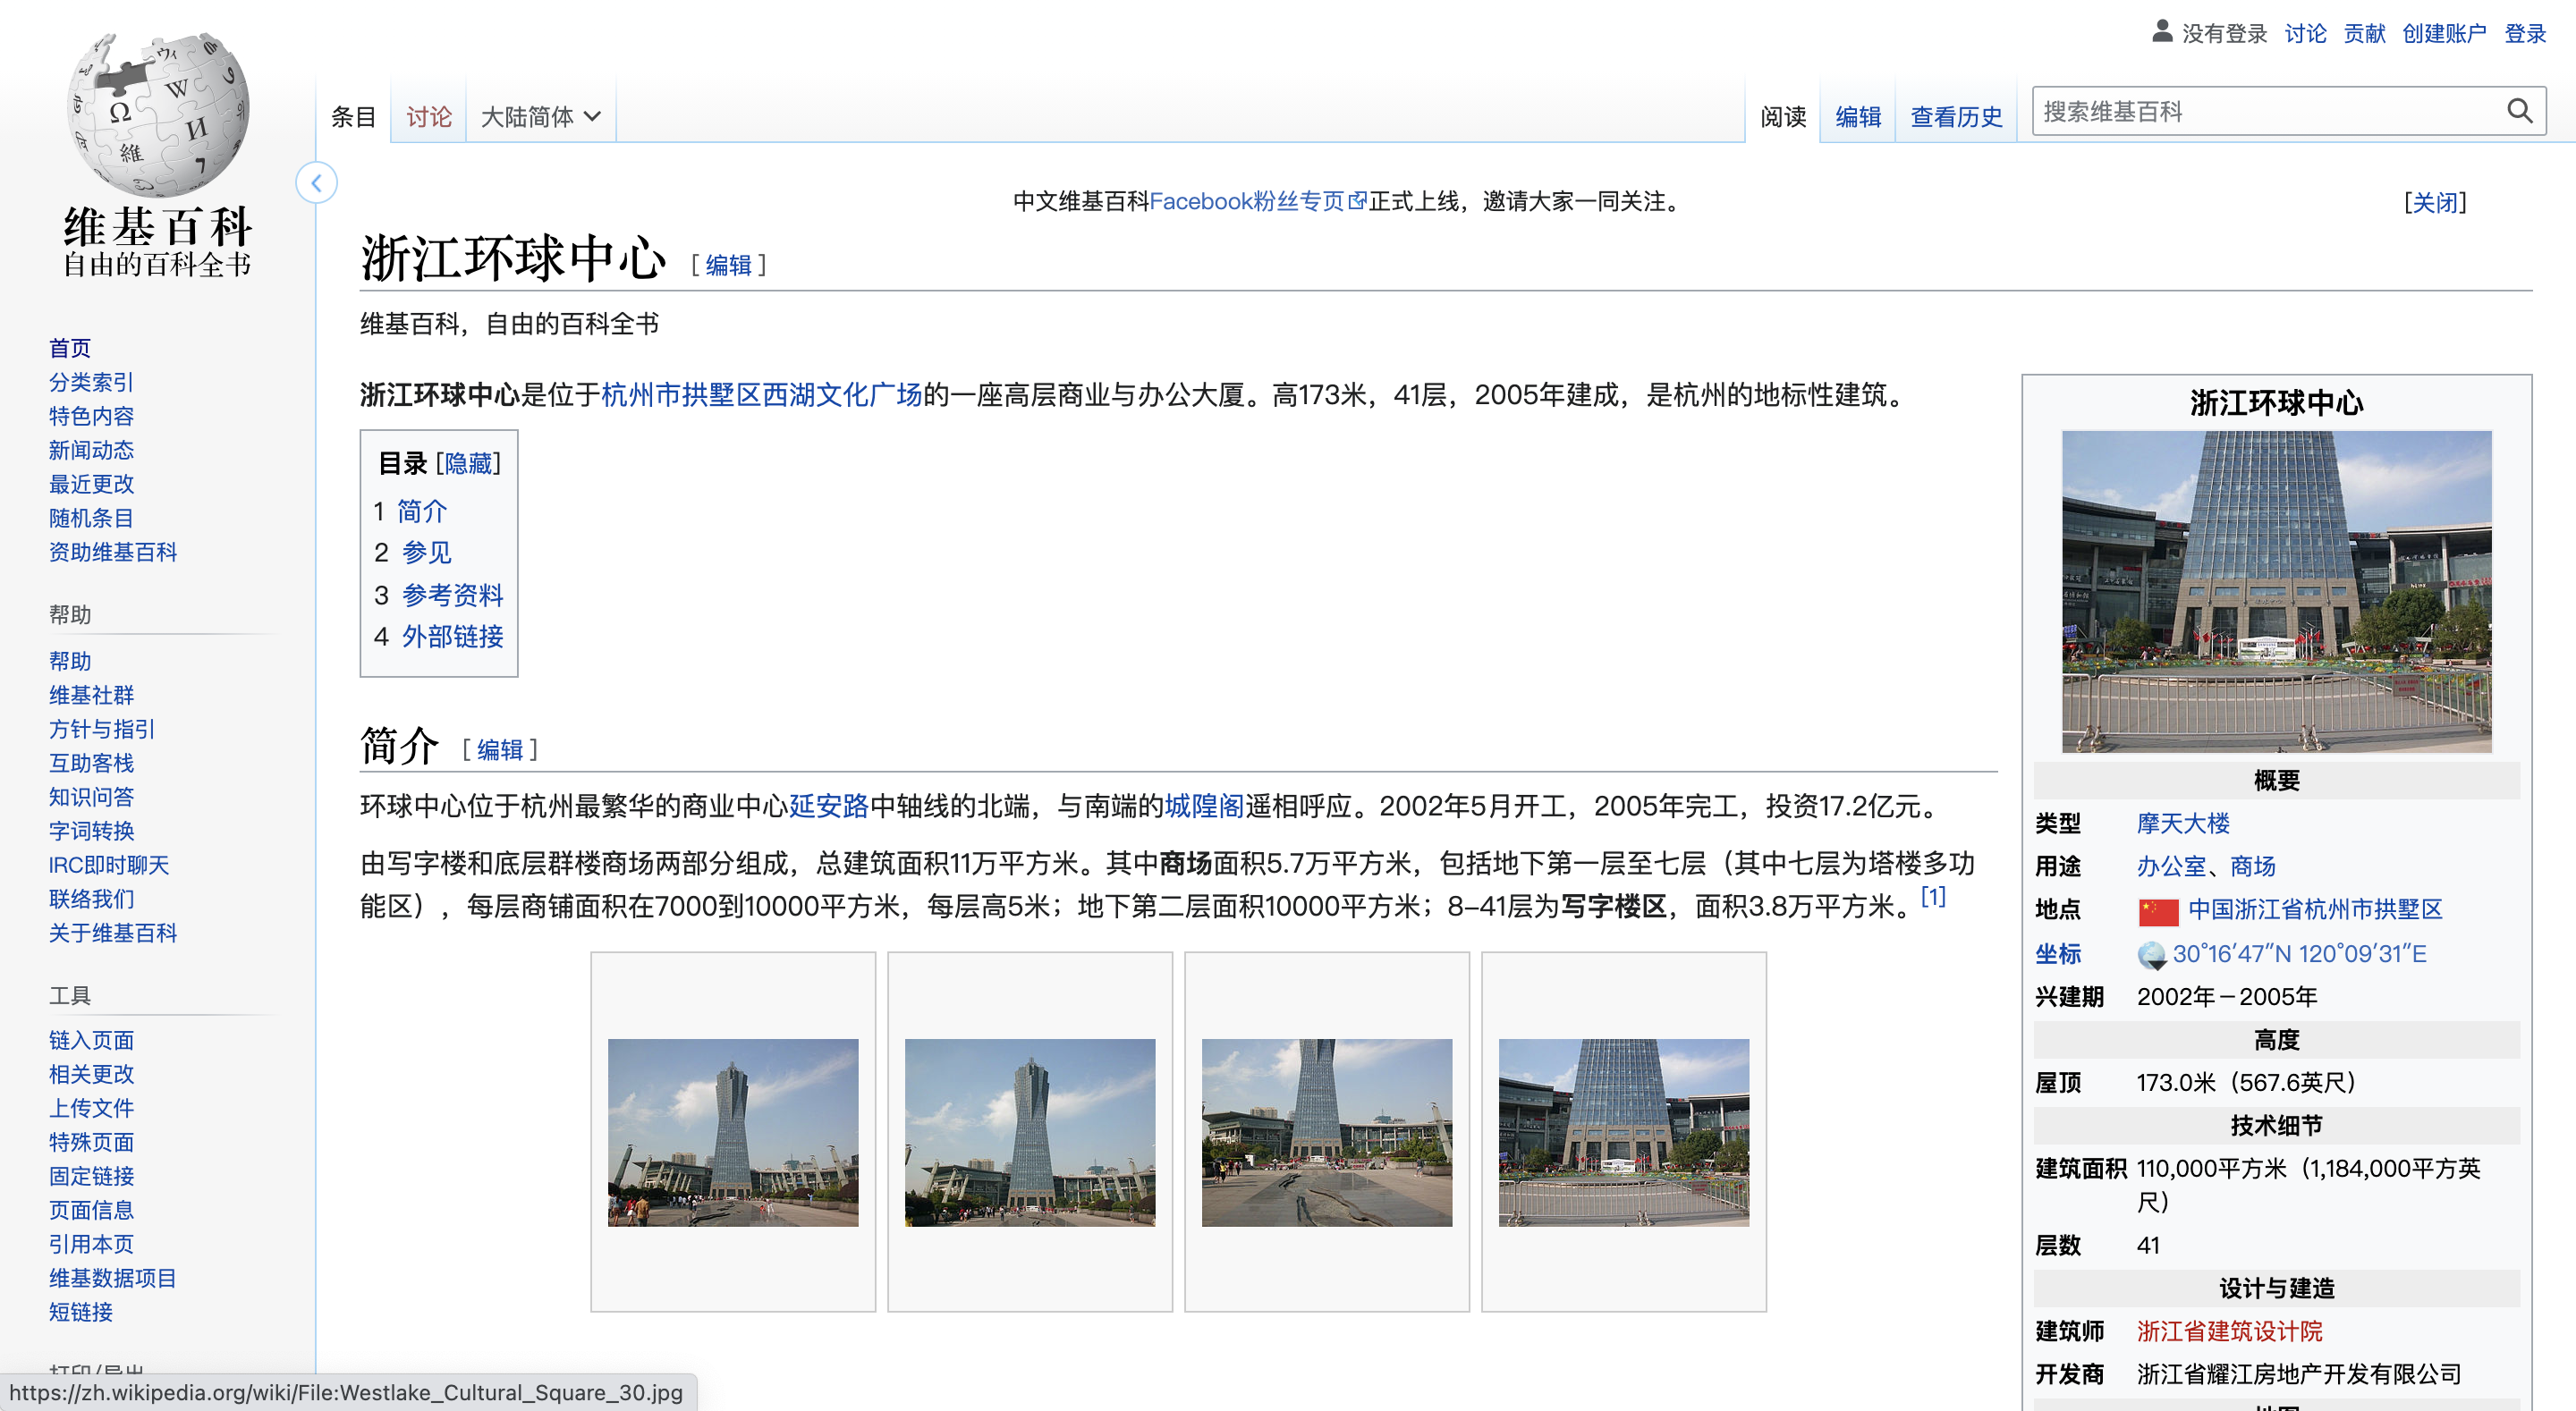 没有登录 讨论 贡献 创建账户 登录
条目 讨论 大陆简体
阅读 编辑 查看历史 搜索维基百科
维基百科
自由的百科全书
中文维基百科Facebook粉丝专页正式上线，邀请大家一同关注。 [关闭]
浙江环球中心 [ 编辑 ]
维基百科，自由的百科全书
浙江环球中心是位于杭州市拱墅区西湖文化广场的一座高层商业与办公大厦。高173米，41层，2005年建成，是杭州的地标性建筑。
目录 [隐藏]
1 简介
2 参见
3 参考资料
4 外部链接
简介 [ 编辑 ]
环球中心位于杭州最繁华的商业中心延安路中轴线的北端，与南端的城隍阁遥相呼应。2002年5月开工，2005年完工，投资17.2亿元。
由写字楼和底层群楼商场两部分组成，总建筑面积11万平方米。其中商场面积5.7万平方米，包括地下第一层至七层（其中七层为塔楼多功
能区），每层商铺面积在7000到10000平方米，每层高5米；地下第二层面积10000平方米；8–41层为写字楼区，面积3.8万平方米。[1]
浙江环球中心
概要
类型 摩天大楼
用途 办公室、商场
地点 中国浙江省杭州市拱墅区
坐标 30°16′47″N 120°09′31″E
兴建期 2002年－2005年
高度
屋顶 173.0米（567.6英尺）
技术细节
建筑面积 110,000平方米（1,184,000平方英
尺）
层数 41
设计与建造
建筑师 浙江省建筑设计院
开发商 浙江省耀江房地产开发有限公司
首页
分类索引
特色内容
新闻动态
最近更改
随机条目
资助维基百科
帮助
帮助
维基社群
方针与指引
互助客栈
知识问答
字词转换
IRC即时聊天
联络我们
关于维基百科
工具
链入页面
相关更改
上传文件
特殊页面
固定链接
页面信息
引用本页
维基数据项目
短链接
打印/导出
https://zh.wikipedia.org/wiki/File:Westlake_Cultural_Square_30.jpg